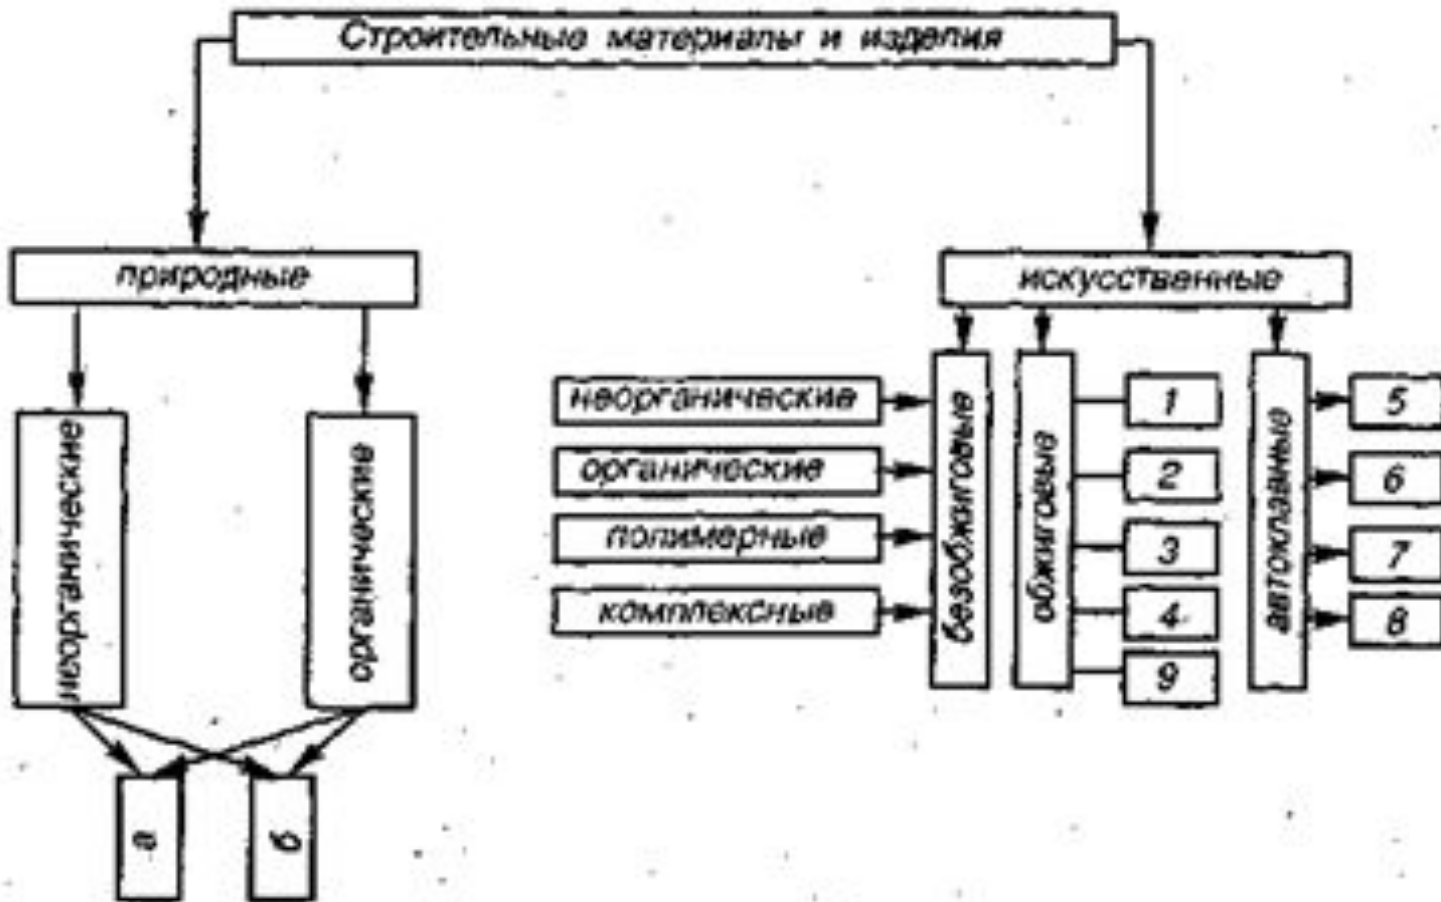 Строительные материалы и изделия
природные
искусственные
неорганические
органические
неорганические
органические
полимерные
комплексные
безобжиговые
обжиговые
1
2
3
4
9
автоклавные
5
6
7
8
а
б